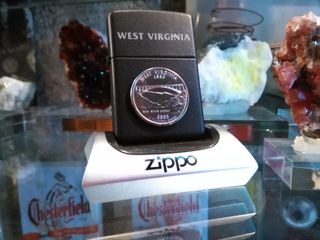 WEST VIRGINIA
WEST VIRGINIA
1863
NEW RIVER GORGE
2005
zippo
Chesterfield
Chesterfield